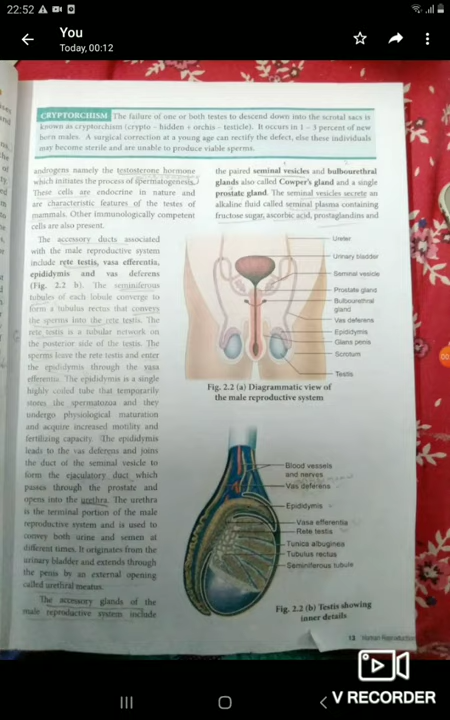 22:52
You
Today, 00:12
CRYPTORCHISM The failure of one or both testes to descend down into the scrotal sacs is
known as cryptorchism (crypto - hidden + orchis - testicle). It occurs in 1 – 3 percent of new
born males. A surgical correction at a young age can rectify the defect, else these individuals
may become sterile and are unable to produce viable sperms.
androgens namely the testosterone hormone
which initiates the process of spermatogenesis.
These cells are endocrine in nature and
are characteristic features of the testes of
mammals. Other immunologically competent
cells are also present.
The accessory ducts associated
with the male reproductive system
include rete testis, vasa efferentia,
epididymis and vas deferens
(Fig. 2.2 b). The seminiferous
tubules of each lobule converge to
form a tubulus rectus that conveys
the sperms into the rete testis. The
rete testis is a tubular network on
the posterior side of the testis. The
sperms leave the rete testis and enter
the epididymis through the vasa
efferentia. The epididymis is a single
highly coiled tube that temporarily
stores the spermatozoa and they
undergo physiological maturation
and acquire increased motility and
fertilizing capacity. The epididymis
leads to the vas deferens and joins
the duct of the seminal vesicle to
form the ejaculatory duct which
passes through the prostate and
opens into the urethra. The urethra
is the terminal portion of the male
reproductive system and is used to
convey both urine and semen at
different times. It originates from the
urinary bladder and extends through
the penis by an external opening
called urethral meatus.
The accessory glands of the
male reproductive system include
the paired seminal vesicles and bulbourethral
glands also called Cowper's gland and a single
prostate gland. The seminal vesicles secrete an
alkaline fluid called seminal plasma containing
fructose sugar, ascorbic acid, prostaglandins and
Ureter
Urinary bladder
Seminal vesicle
Prostate gland
Bulbourethral
gland
Vas deferens
Epididymis
Glans penis
Scrotum
Testis
Fig. 2.2 (a) Diagrammatic view of
the male reproductive system
Blood vessels
and nerves
Vas deferens
Epididymis
Vasa efferentia
Rete testis
Tunica albuginea
Tubulus rectus
Seminiferous tubule
Fig. 2.2 (b) Testis showing
inner details
12 Human Reproduction
V RECORDER